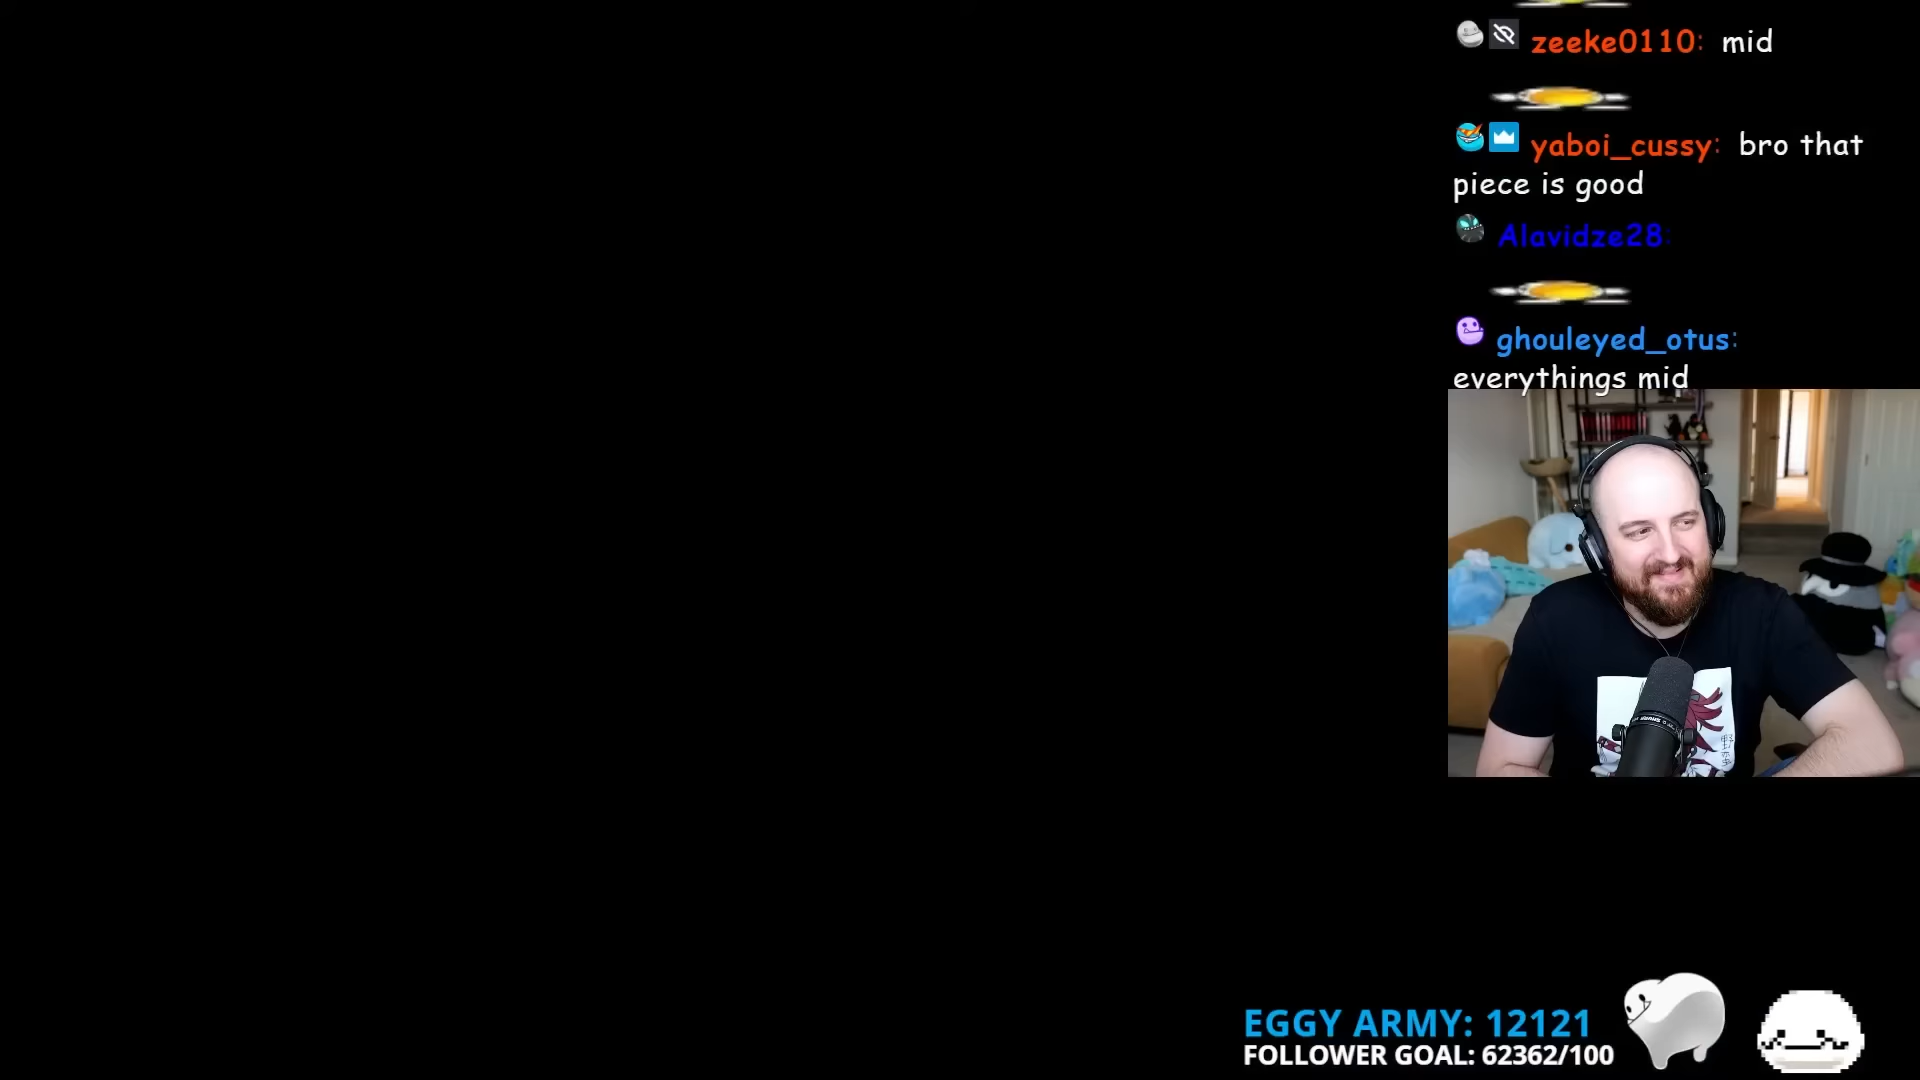 zeeke0110: mid
yaboi_cussy: bro that
piece is good
Alavidze28:
ghouleyed_otus:
everythings mid
EGGY ARMY: 12121
FOLLOWER GOAL: 62362/100